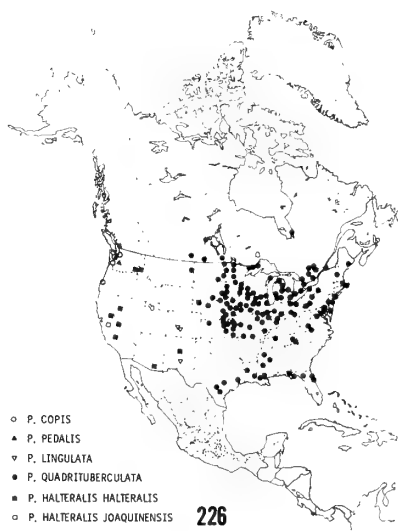 P. COPIS
P. PEDALIS
P. LINGULATA
P. QUADRITUBERCULATA
P. HALTERALIS HALTERALIS
P. HALTERALIS JOAQUINENSIS
226